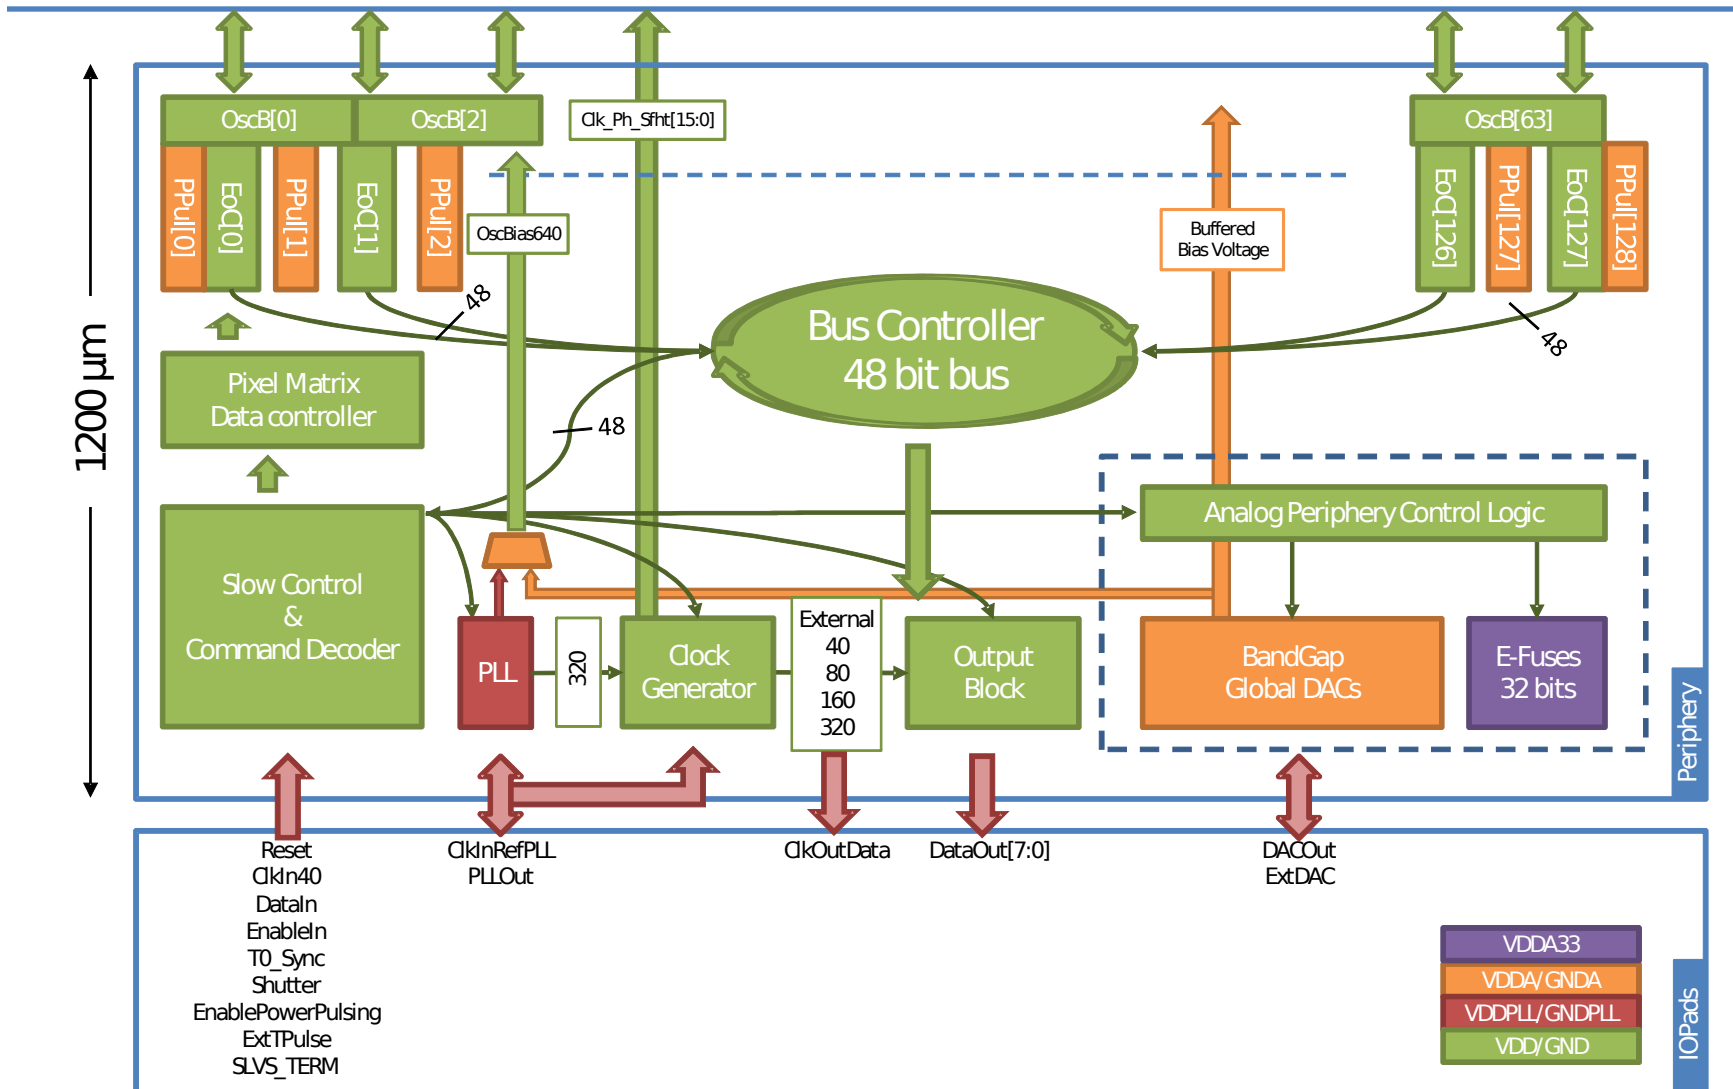 OscB[0]
OscB[2]
Clk_Ph_Sfht[15:0]
OscB[63]
PPul[0]
EoC[0]
PPul[1]
EoC[1]
PPul[2]
EoC[126]
PPul[127]
EoC[127]
PPul[128]
OscBias640
Buffered
Bias Voltage
48
48
48
1200 µm
Bus Controller
48 bit bus
Pixel Matrix
Data controller
Analog Periphery Control Logic
Slow Control
&
Command Decoder
PLL
320
Clock
Generator
External
40
80
160
320
Output
Block
BandGap
Global DACs
E-Fuses
32 bits
Periphery
Reset
ClkIn40
DataIn
EnableIn
T0_Sync
Shutter
EnablePowerPulsing
ExtTPulse
SLVS_TERM
ClkInRefPLL
PLLOut
ClkOutData
DataOut[7:0]
DACOut
ExtDAC
VDDA33
VDDA/GNDA
VDDPLL/GNDPLL
VDD/GND
IOPads